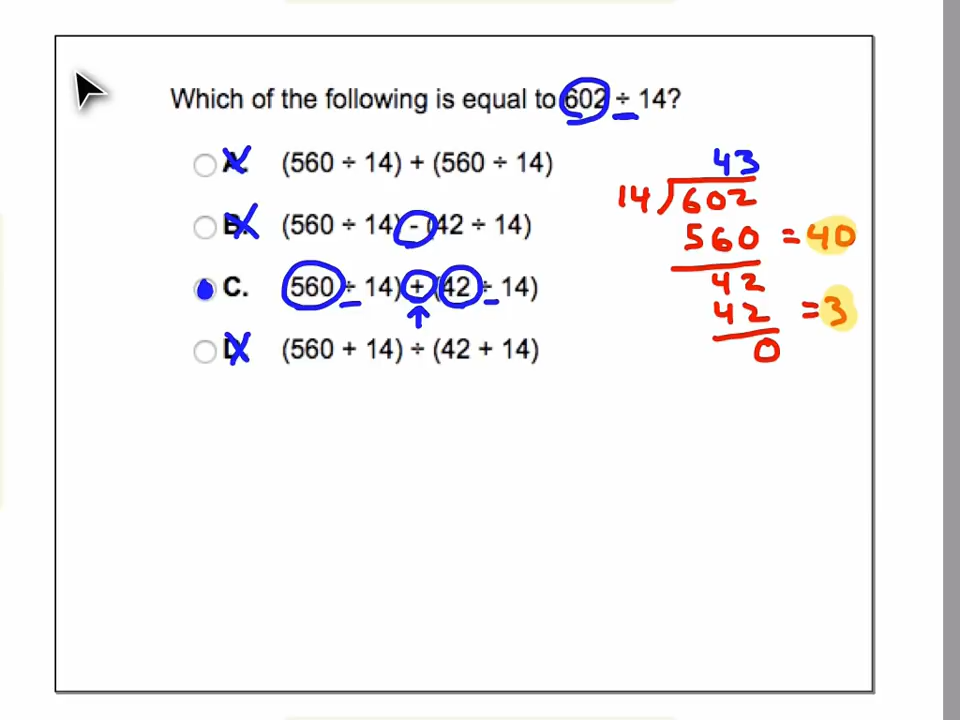 Which of the following is equal to 602 ÷ 14?
A. (560 ÷ 14) + (560 ÷ 14)
B. (560 ÷ 14) - (42 ÷ 14)
C. (560 ÷ 14) + (42 ÷ 14)
D. (560 + 14) ÷ (42 + 14)
43
14 602
560 = 40
42
42 = 3
0